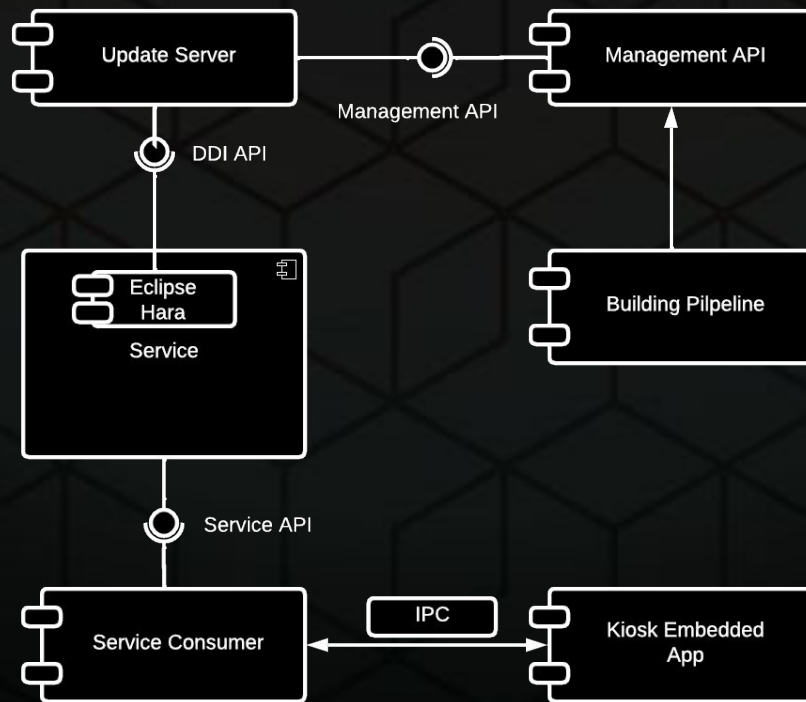 Update Server
Management API
Management API
DDI API
Eclipse
Hara
Service
Building Pilpeline
Service API
IPC
Service Consumer
Kiosk Embedded
App